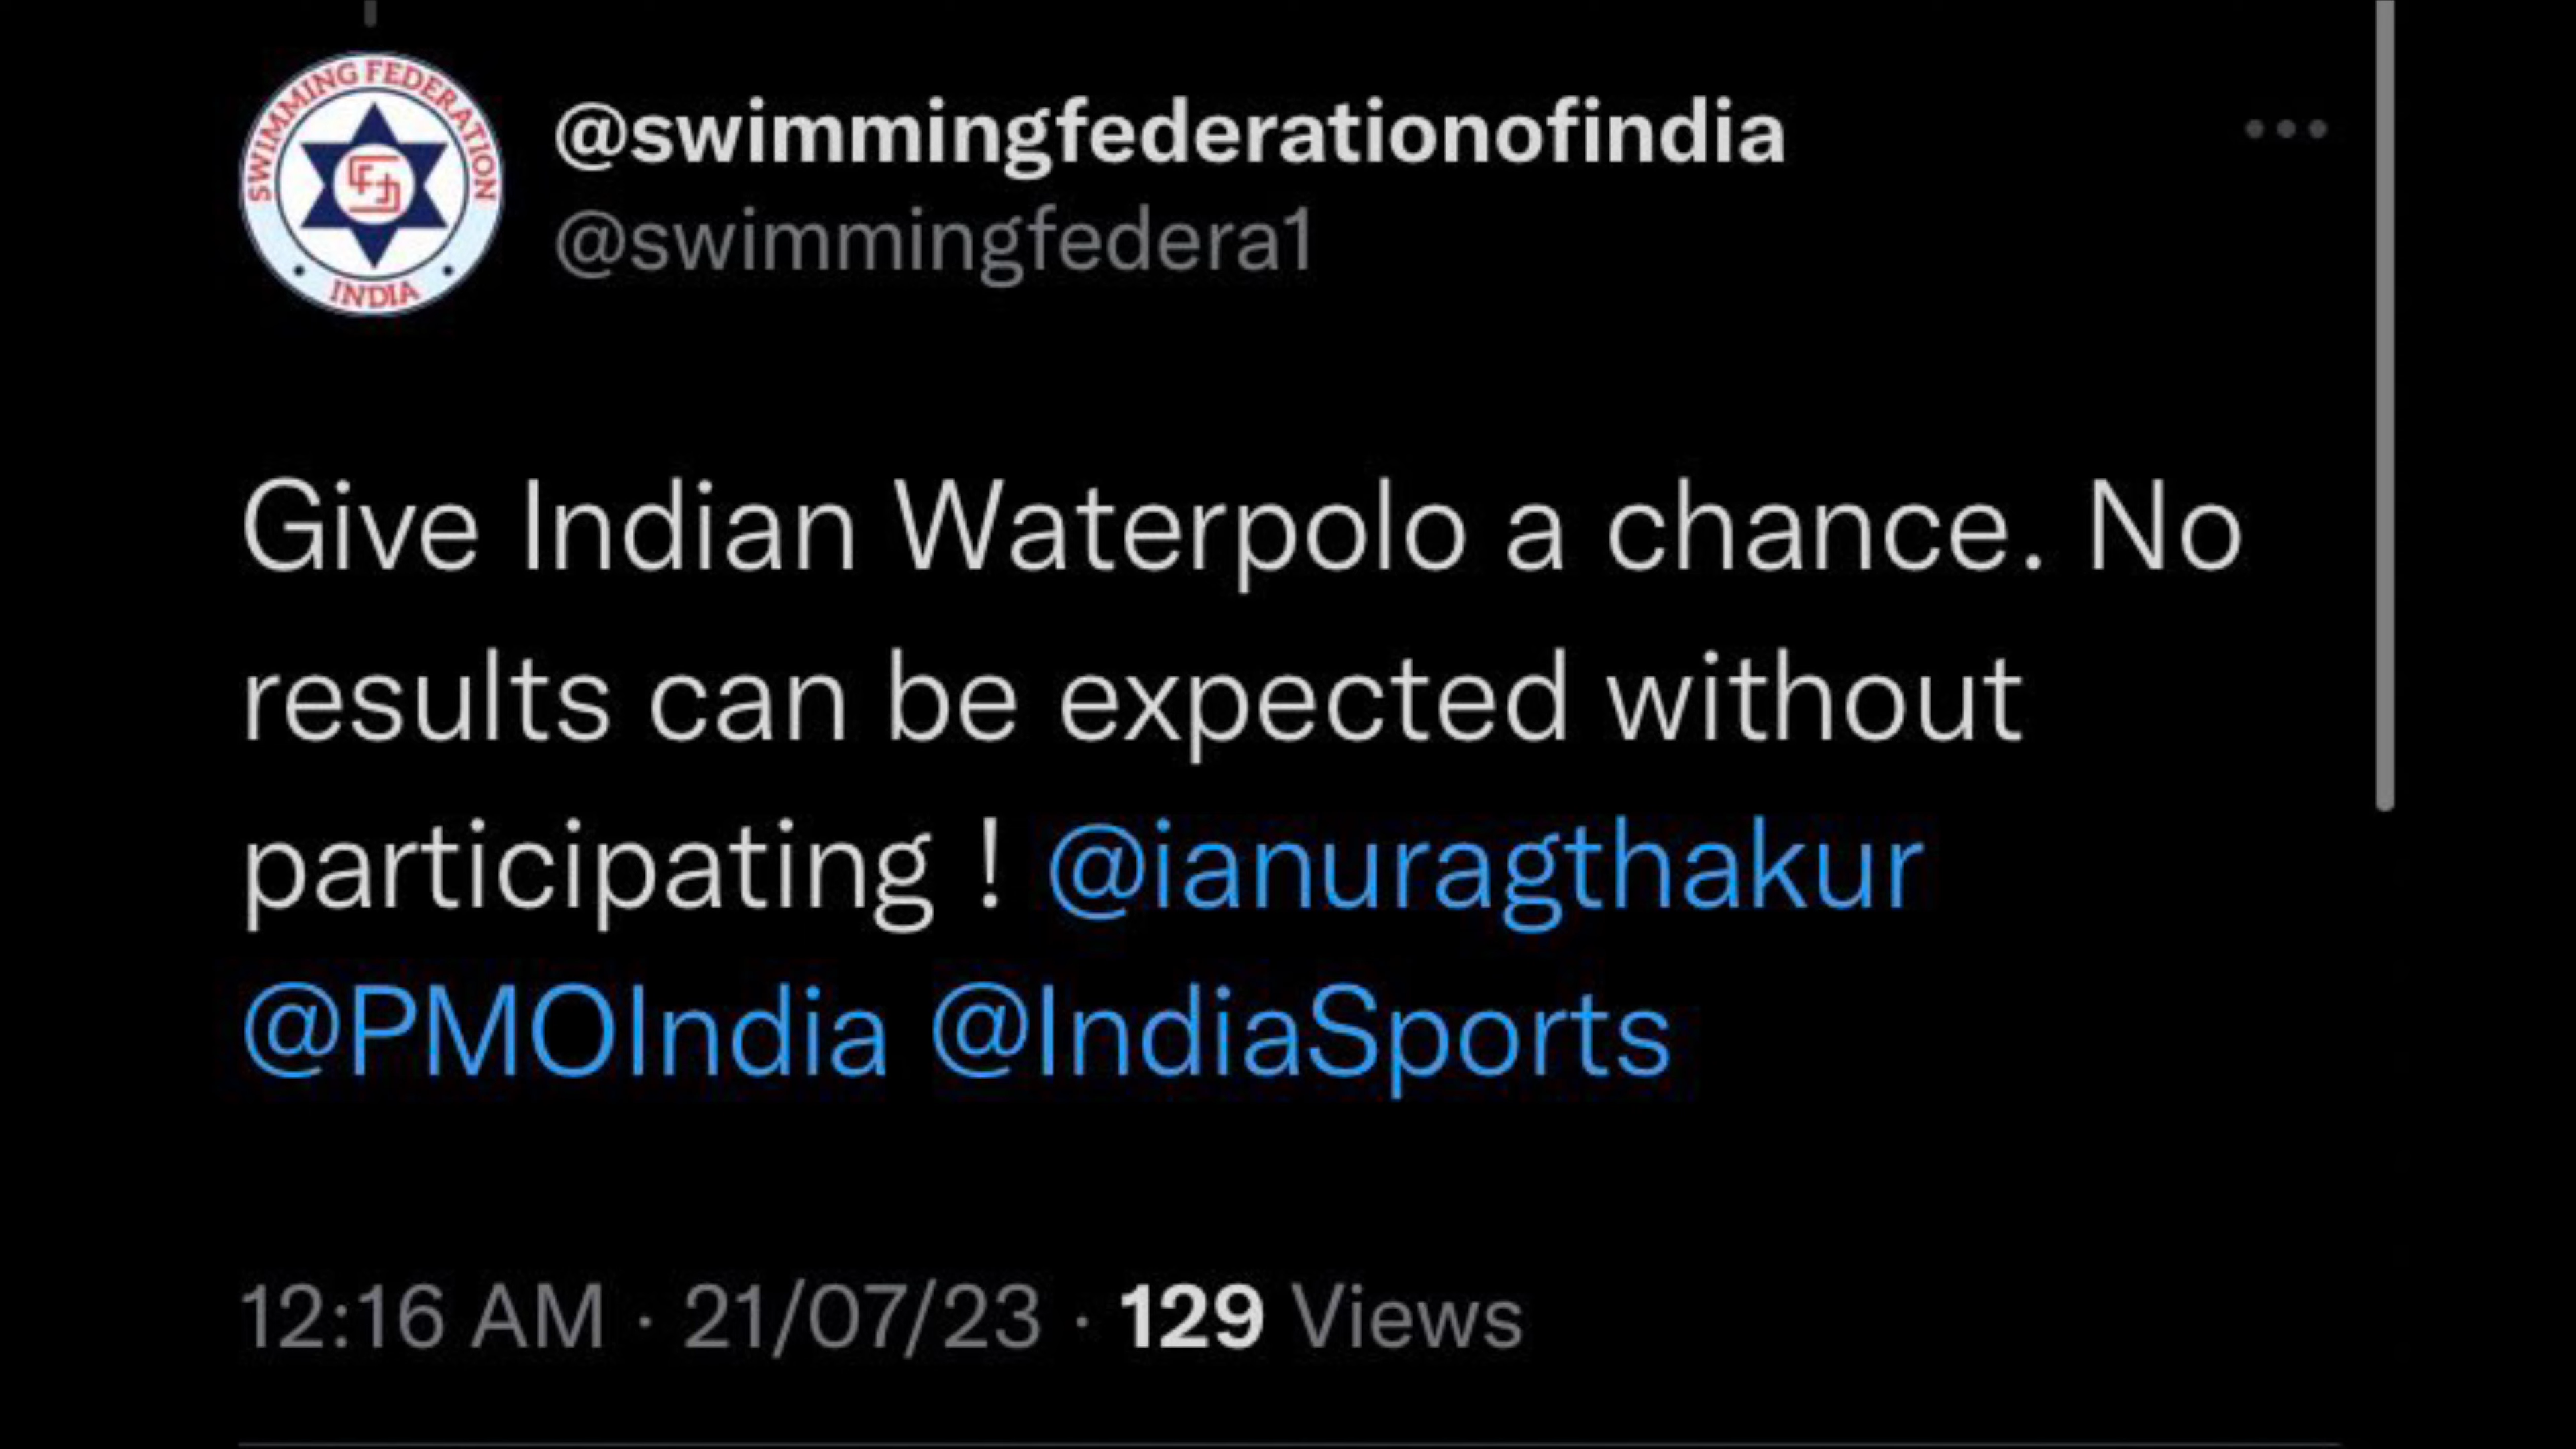 SWIMMING FEDERATION
INDIA
@swimmingfederationofindia
@swimmingfedera1
Give Indian Waterpolo a chance. No
results can be expected without
participating ! @ianuragthakur
@PMOIndia @IndiaSports
12:16 AM · 21/07/23 · 129 Views